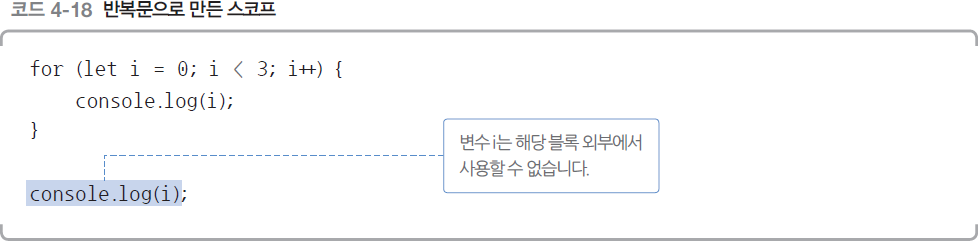 코드 4-18 반복문으로 만든 스코프
for (let i = 0; i < 3; i++) {
    console.log(i);
}
변수 i는 해당 블록 외부에서
사용할 수 없습니다.
console.log(i);